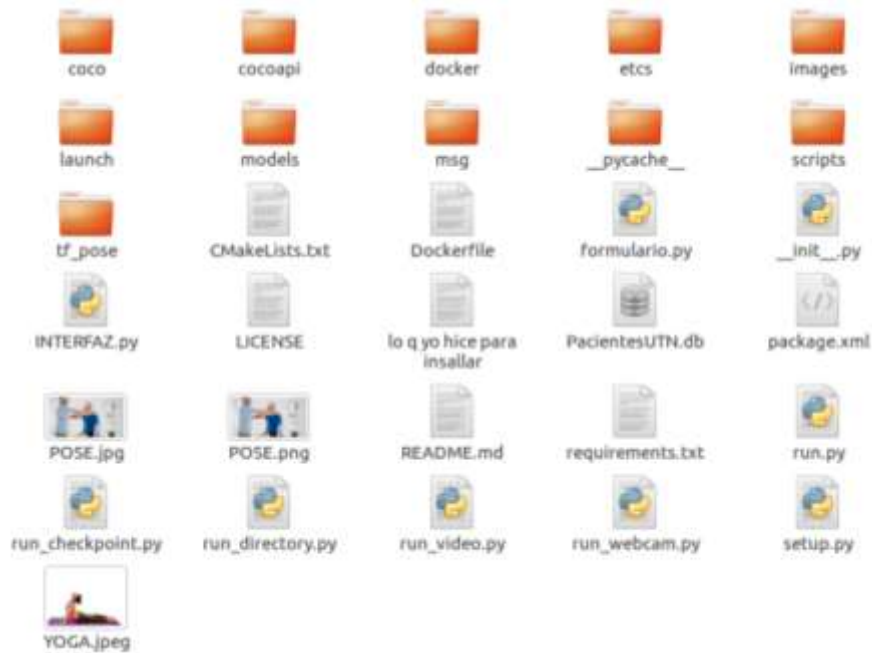 coco cocoapi docker etcs images
launch models msg __pycache__ scripts
tf_pose CMakeLists.txt Dockerfile formulario.py __init__.py
INTERFAZ.py LICENSE lo q yo hice para insallar PacientesUTN.db package.xml
POSE.jpg POSE.png README.md requirements.txt run.py
run_checkpoint.py run_directory.py run_video.py run_webcam.py setup.py
YOGA.jpeg